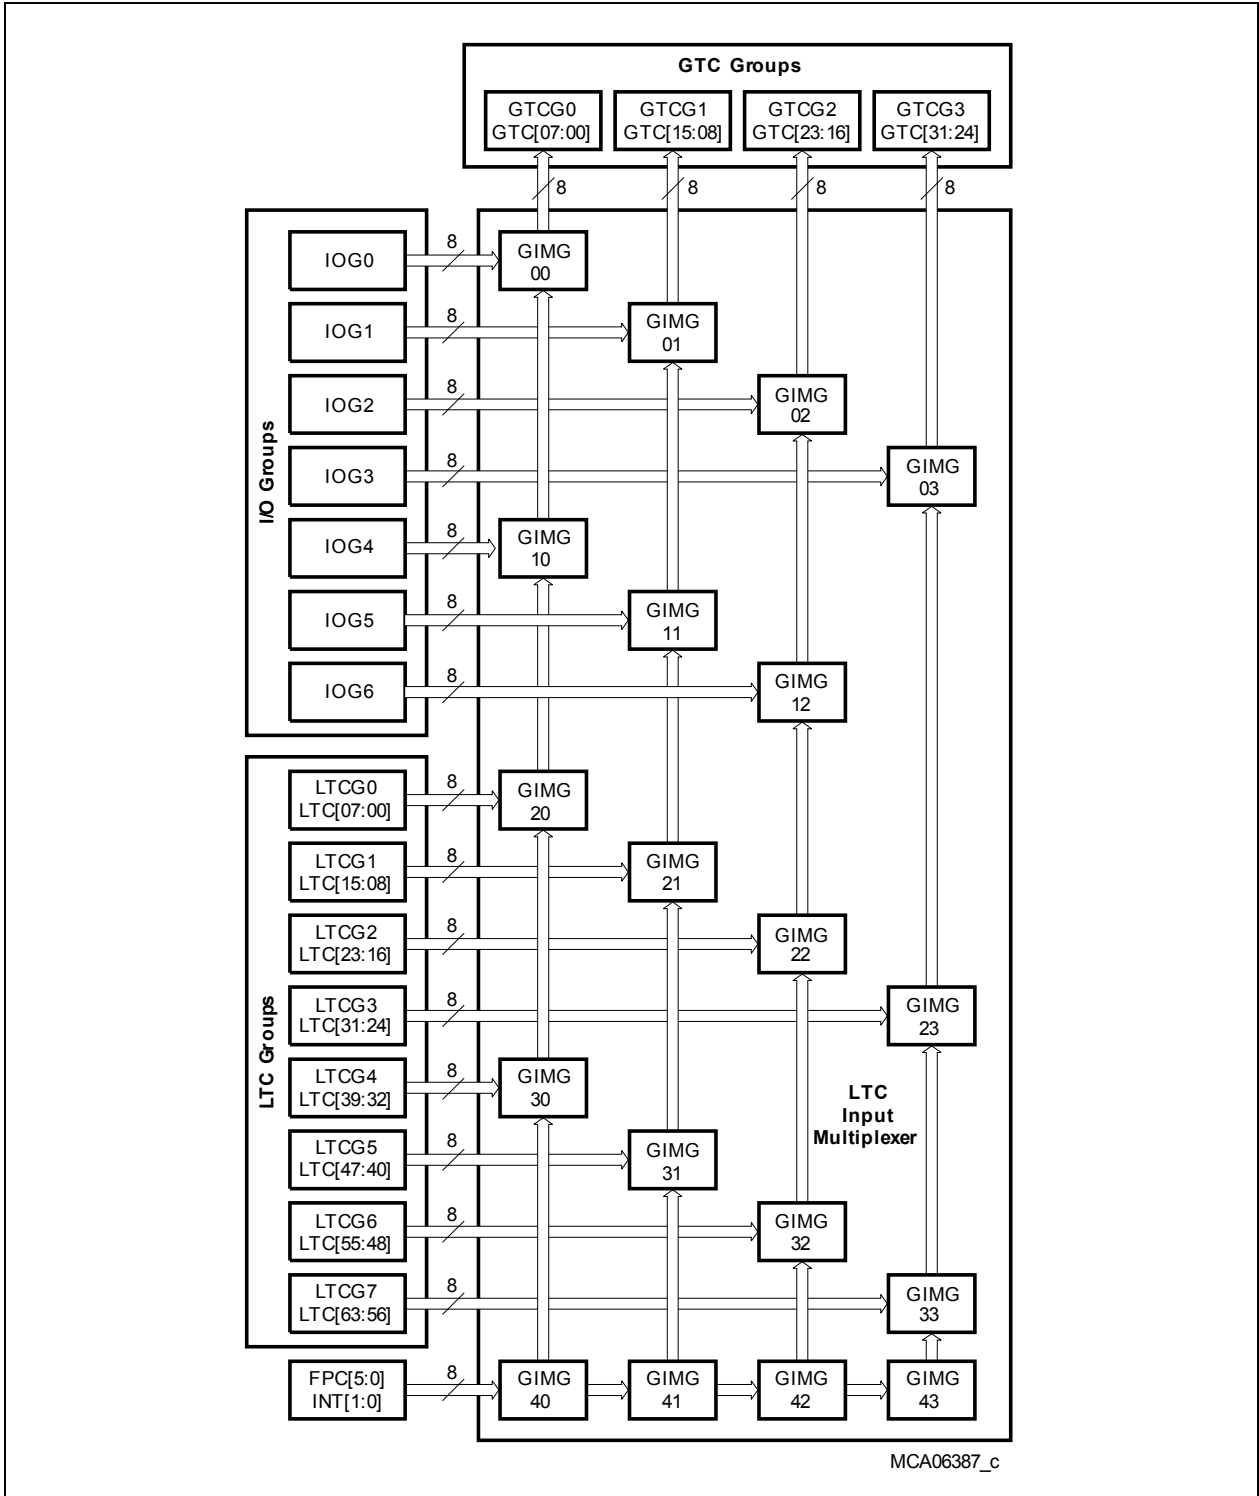 GTC Groups
GTCG0
GTC[07:00]
GTCG1
GTC[15:08]
GTCG2
GTC[23:16]
GTCG3
GTC[31:24]
8
8
8
8
I/O Groups
IOG0
8
GIMG
00
IOG1
8
GIMG
01
IOG2
8
GIMG
02
IOG3
8
GIMG
03
IOG4
8
GIMG
10
IOG5
8
GIMG
11
IOG6
8
GIMG
12
LTC Groups
LTCG0
LTC[07:00]
8
GIMG
20
LTCG1
LTC[15:08]
8
GIMG
21
LTCG2
LTC[23:16]
8
GIMG
22
LTCG3
LTC[31:24]
8
GIMG
23
LTCG4
LTC[39:32]
8
GIMG
30
LTC
Input
Multiplexer
LTCG5
LTC[47:40]
8
GIMG
31
LTCG6
LTC[55:48]
8
GIMG
32
LTCG7
LTC[63:56]
8
GIMG
33
FPC[5:0]
INT[1:0]
8
GIMG
40
GIMG
41
GIMG
42
GIMG
43
MCA06387_c